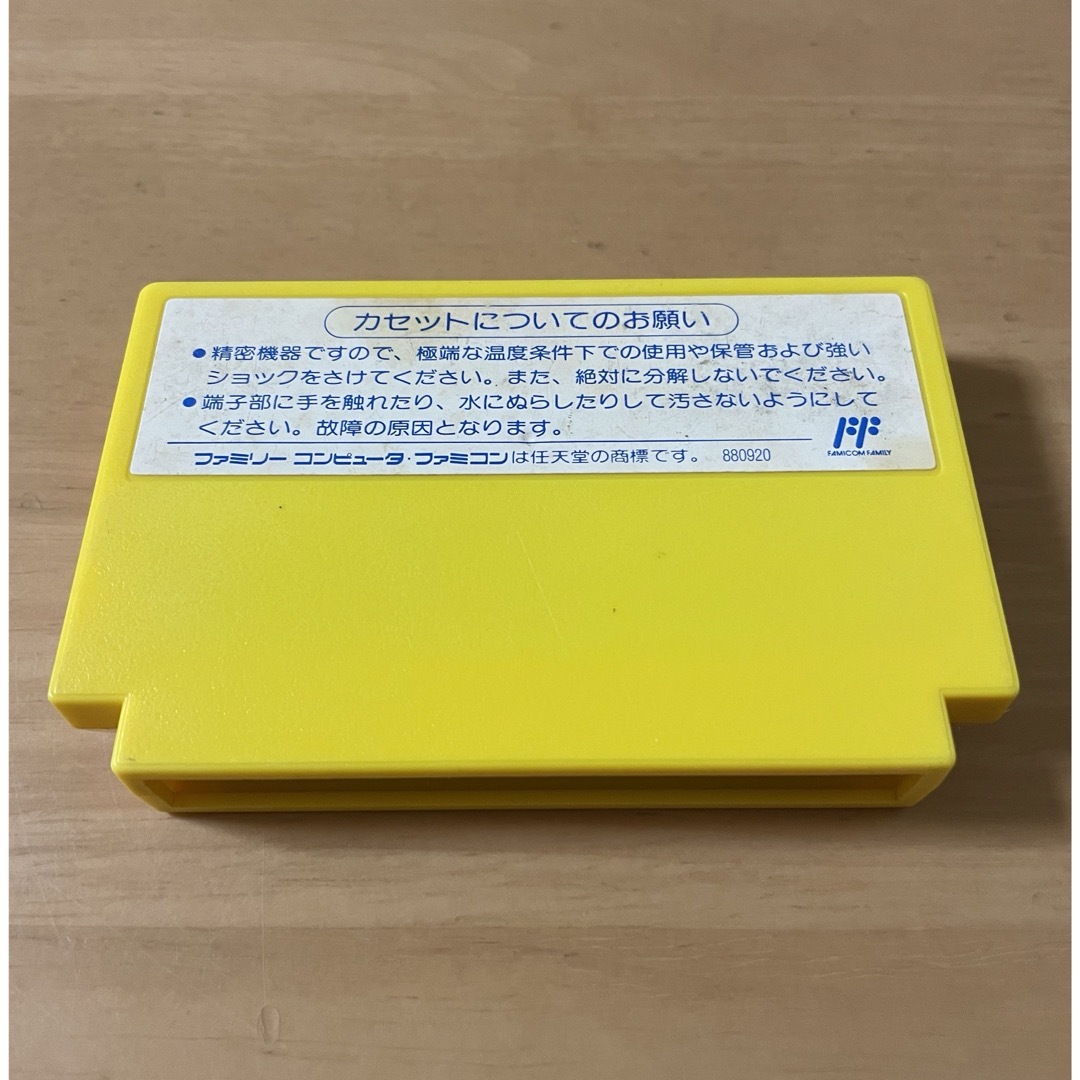 カセットについてのお願い
●精密機器ですので、極端な温度条件下での使用や保管および強い
ショックをさけてください。また、絶対に分解しないでください。
●端子部に手を触れたり、水にぬらしたりして汚さないようにして
ください。故障の原因となります。
FAMICOM FAMILY
ファミリー コンピュータ・ファミコンは任天堂の商標です。 880920